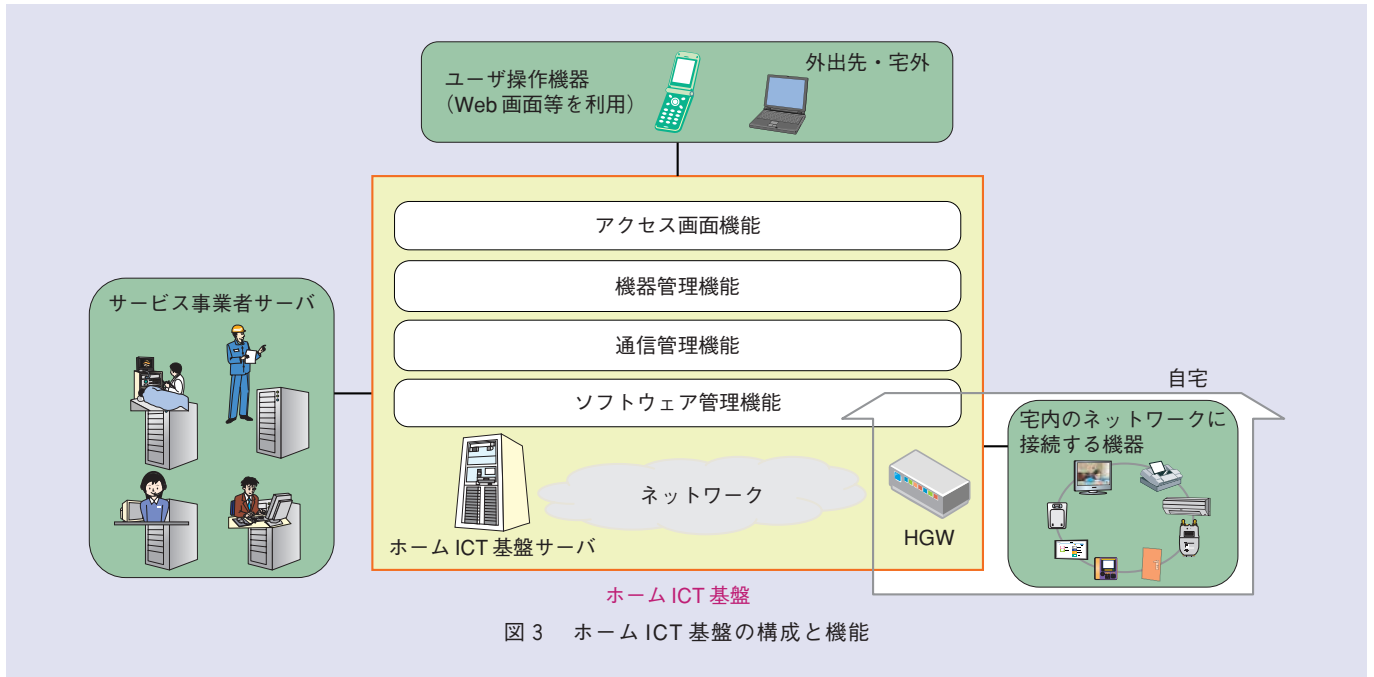 ユーザ操作機器
（Web 画面等を利用）
外出先・宅外
アクセス画面機能
機器管理機能
通信管理機能
ソフトウェア管理機能
サービス事業者サーバ
自宅
宅内のネットワークに
接続する機器
ネットワーク
ホーム ICT 基盤サーバ
HGW
ホーム ICT 基盤
図 3　ホーム ICT 基盤の構成と機能